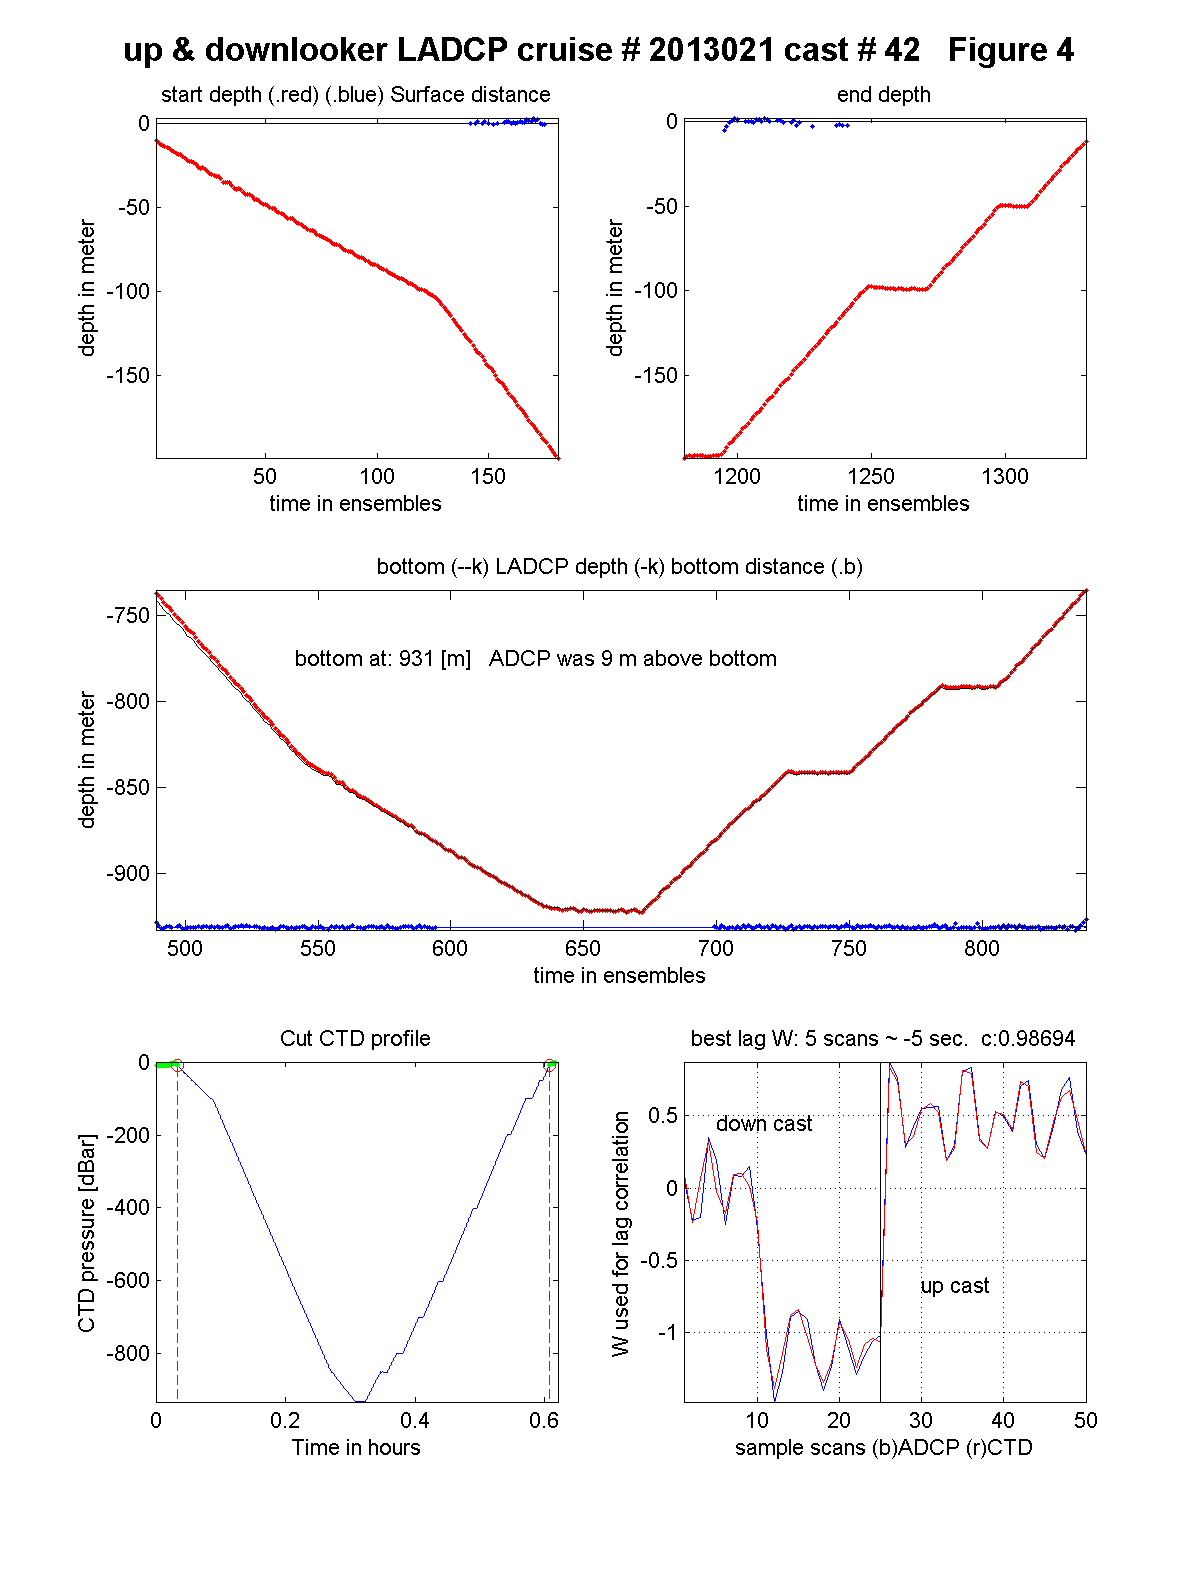 up & downlooker LADCP cruise # 2013021 cast # 42 Figure 4
start depth (.red) (.blue) Surface distance
0
-50
-100
-150
depth in meter
50 100 150
time in ensembles
end depth
0
-50
-100
-150
depth in meter
1200 1250 1300
time in ensembles
bottom (--k) LADCP depth (-k) bottom distance (.b)
bottom at: 931 [m] ADCP was 9 m above bottom
-750
-800
-850
-900
depth in meter
500 550 600 650 700 750 800
time in ensembles
Cut CTD profile
0
-200
-400
-600
-800
CTD pressure [dBar]
0 0.2 0.4 0.6
Time in hours
best lag W: 5 scans ~ -5 sec. c:0.98694
down cast
up cast
0.5
0
-0.5
-1
W used for lag correlation
10 20 30 40 50
sample scans (b)ADCP (r)CTD